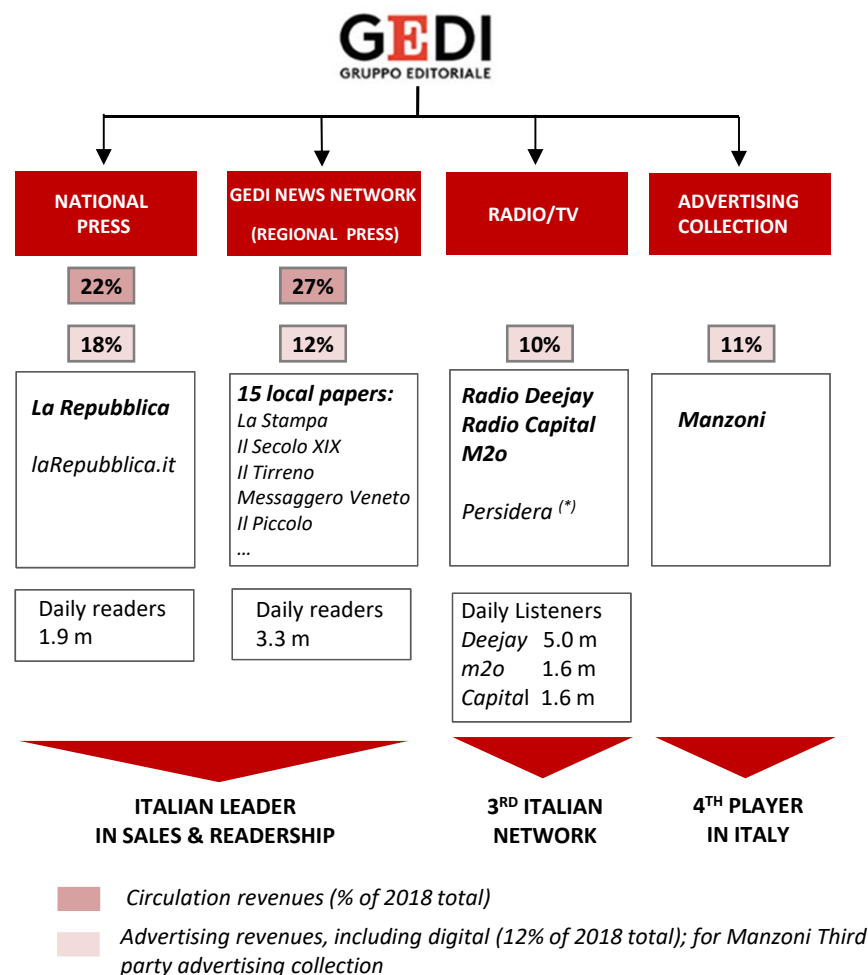 GEDI
GRUPPO EDITORIALE
NATIONAL
PRESS
22%
18%
La Repubblica
laRepubblica.it
Daily readers
1.9 m
GEDI NEWS NETWORK
(REGIONAL PRESS)
27%
12%
15 local papers:
La Stampa
Il Secolo XIX
Il Tirreno
Messaggero Veneto
Il Piccolo
…
Daily readers
3.3 m
ITALIAN LEADER
IN SALES & READERSHIP
RADIO/TV
10%
Radio Deejay
Radio Capital
M2o
Persidera (*)
Daily Listeners
Deejay 5.0 m
m2o 1.6 m
Capital 1.6 m
3RD ITALIAN
NETWORK
ADVERTISING
COLLECTION
11%
Manzoni
4TH PLAYER
IN ITALY
Circulation revenues (% of 2018 total)
Advertising revenues, including digital (12% of 2018 total); for Manzoni Third
party advertising collection